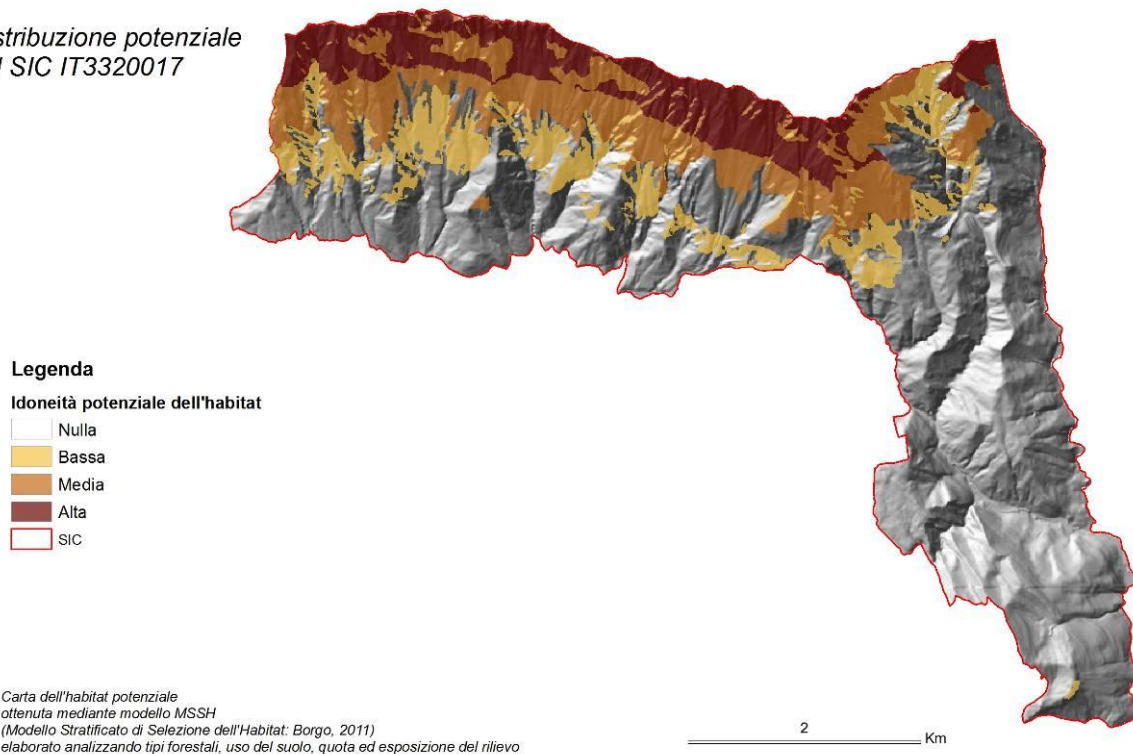 stribuzione potenziale
l SIC IT3320017
Legenda
Idoneità potenziale dell'habitat
Nulla
Bassa
Media
Alta
SIC
Carta dell'habitat potenziale
ottenuta mediante modello MSSH
(Modello Stratificato di Selezione dell'Habitat: Borgo, 2011)
elaborato analizzando tipi forestali, uso del suolo, quota ed esposizione del rilievo
2
Km